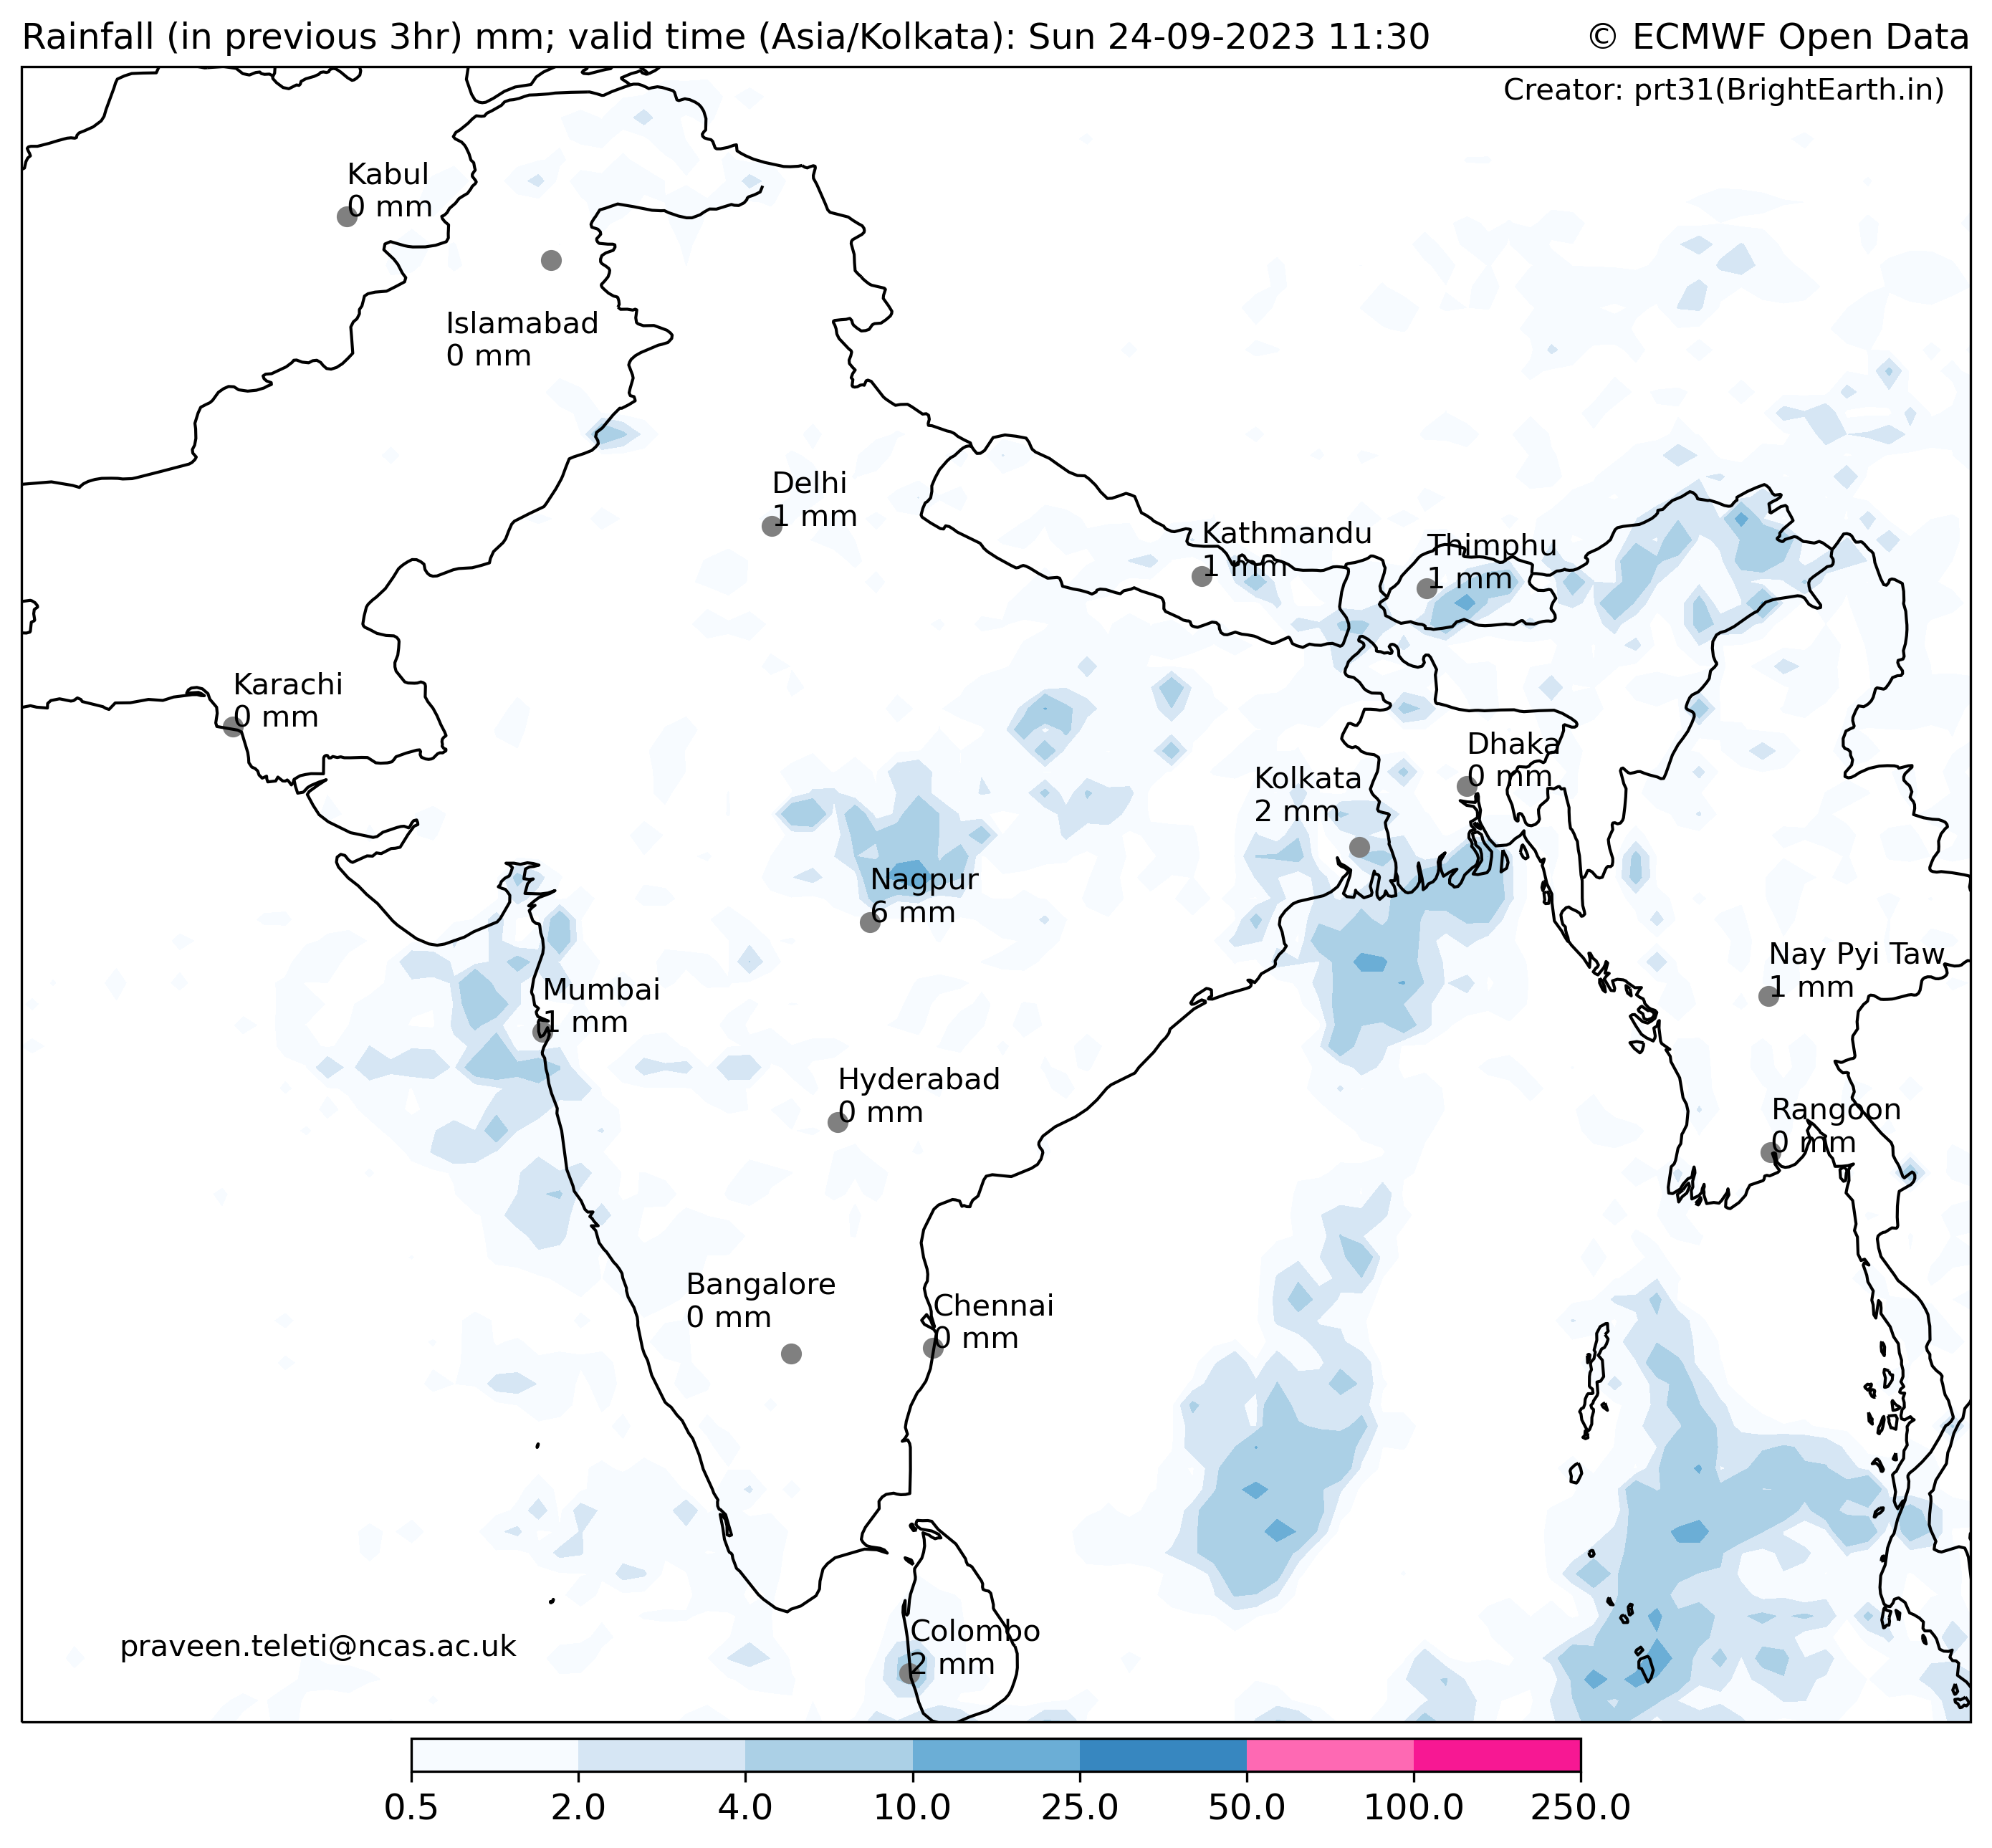 Rainfall (in previous 3hr) mm; valid time (Asia/Kolkata): Sun 24-09-2023 11:30
© ECMWF Open Data
Creator: prt31(BrightEarth.in)
Kabul
0 mm
Islamabad
0 mm
Delhi
1 mm
Kathmandu
1 mm
Thimphu
1 mm
Karachi
0 mm
Dhaka
0 mm
Kolkata
2 mm
Nagpur
6 mm
Nay Pyi Taw
1 mm
Mumbai
1 mm
Hyderabad
0 mm
Rangoon
0 mm
Bangalore
0 mm
Chennai
0 mm
Colombo
2 mm
praveen.teleti@ncas.ac.uk
0.5 2.0 4.0 10.0 25.0 50.0 100.0 250.0